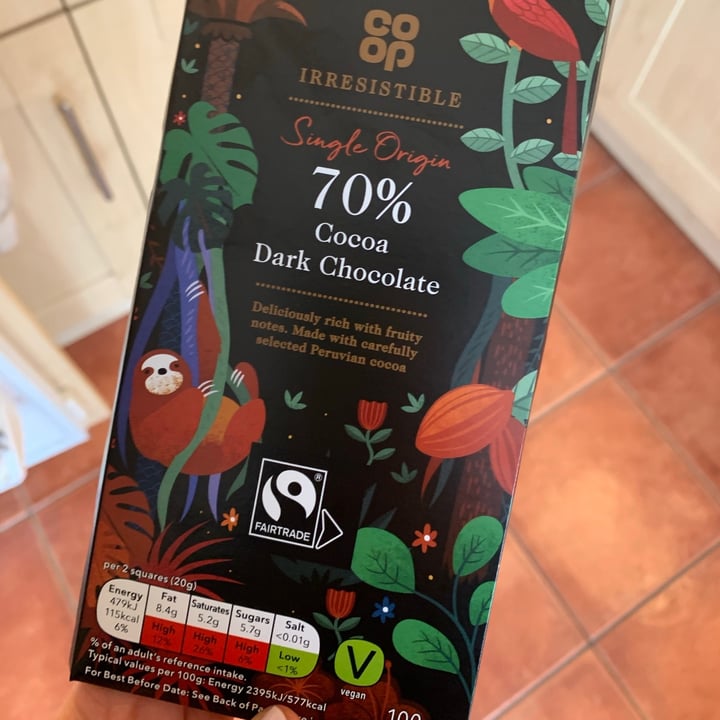 CO
OP
IRRESISTIBLE
Single Origin
70%
Cocoa
Dark Chocolate
Deliciously rich with fruity
notes. Made with carefully
selected Peruvian cocoa
®
FAIRTRADE
per 2 squares (20g)
Energy Fat Saturates Sugars Salt
479kJ 8.4g 5.2g 5.7g <0.01g
115kcal High High High Low
6% 12% 26% 6% <1%
% of an adult's reference intake.
Typical values per 100g: Energy 2395kJ/577kcal
For Best Before Date: See Back of
V
vegan
100